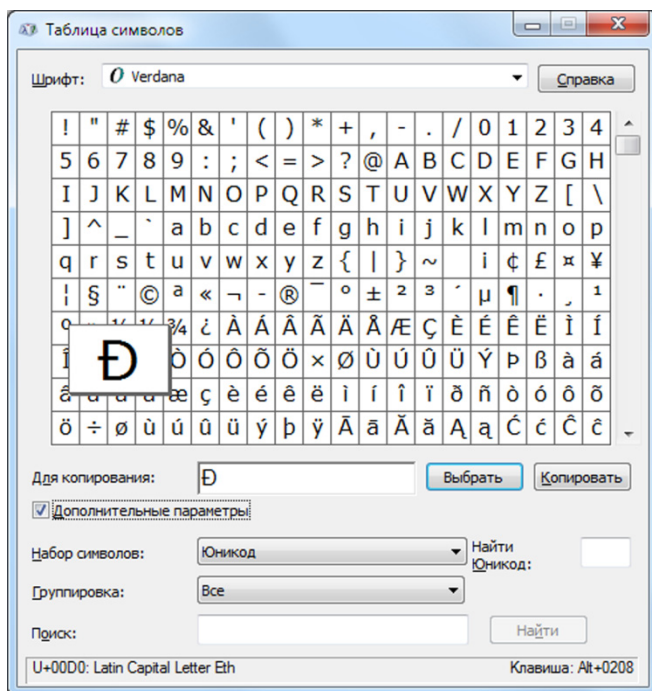 Таблица символов
Шрифт: O Verdana Справка
! " # $ % & ' ( ) * + , - . / 0 1 2 3 4
5 6 7 8 9 : ; < = > ? @ A B C D E F G H
I J K L M N O P Q R S T U V W X Y Z [ \
] ^ _ ` a b c d e f g h i j k l m n o p
q r s t u v w x y z { | } ~ ¡ ¢ £ ¤ ¥
¦ § ¨ © ª « ¬ - ® ¯ ° ± ² ³ ´ µ ¶ · ¸ ¹
¾ ¿ À Á Â Ã Ä Å Æ Ç È É Ê Ë Ì Í
Ð Ò Ó Ô Õ Ö × Ø Ù Ú Û Ü Ý Þ ß à á
æ ç è é ê ë ì í î ï ð ñ ò ó ô õ
ö ÷ ø ù ú û ü ý þ ÿ Ā ā Ă ă Ą ą Ć ć Ĉ ĉ
Для копирования: Ð Выбрать Копировать
Дополнительные параметры
Набор символов: Юникод Найти Юникод:
Группировка: Все
Поиск: Найти
U+00D0: Latin Capital Letter Eth Клавиша: Alt+0208